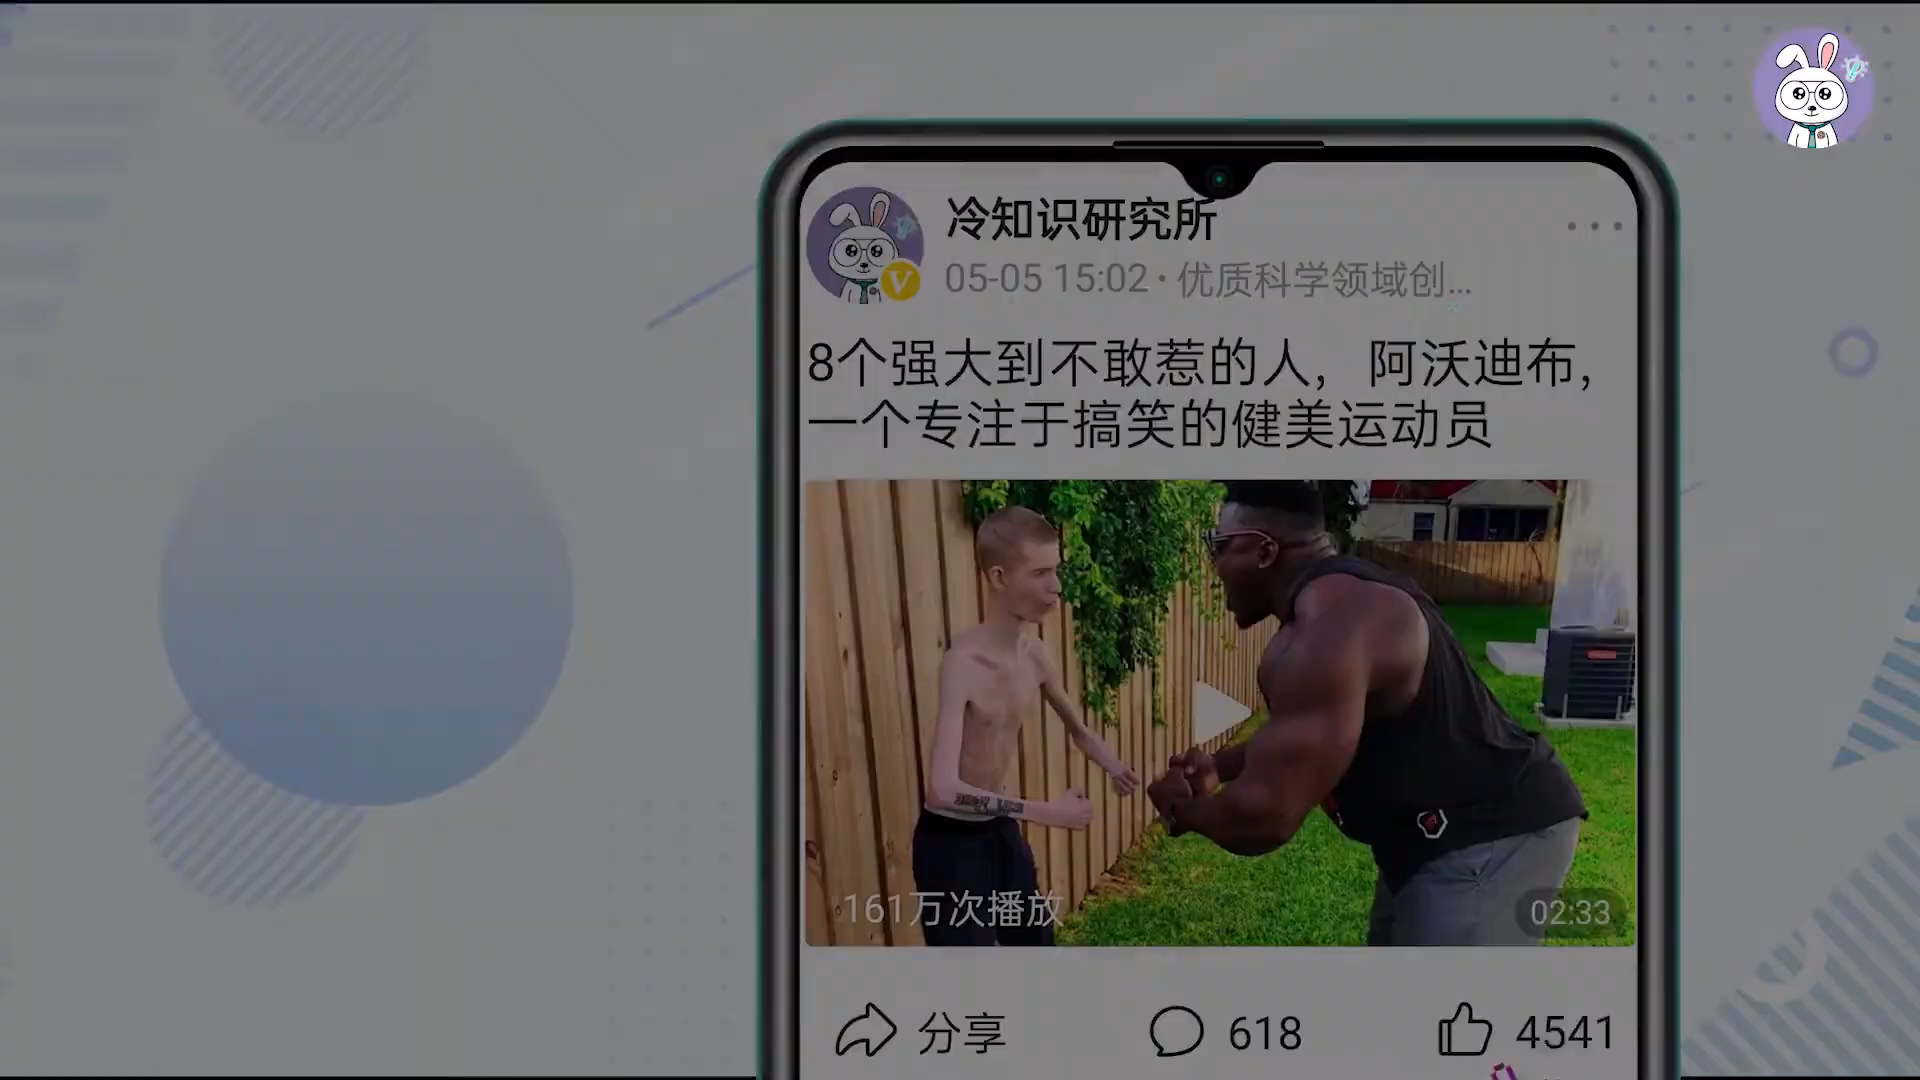 冷知识研究所
05-05 15:02·优质科学领域创...
8个强大到不敢惹的人，阿沃迪布，
一个专注于搞笑的健美运动员
161万次播放
02:33
分享
618
4541